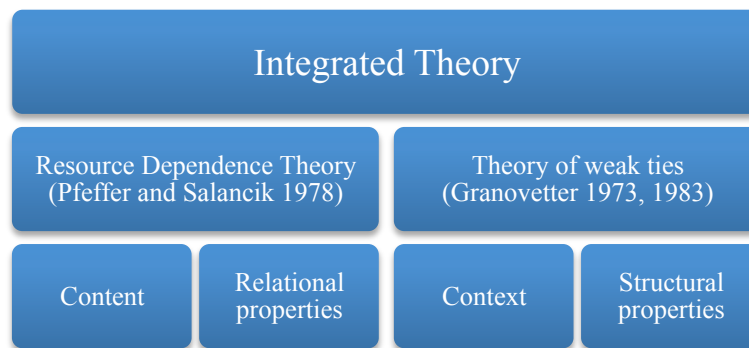 Integrated Theory
Resource Dependence Theory
(Pfeffer and Salancik 1978)
Theory of weak ties
(Granovetter 1973, 1983)
Content
Relational
properties
Context
Structural
properties